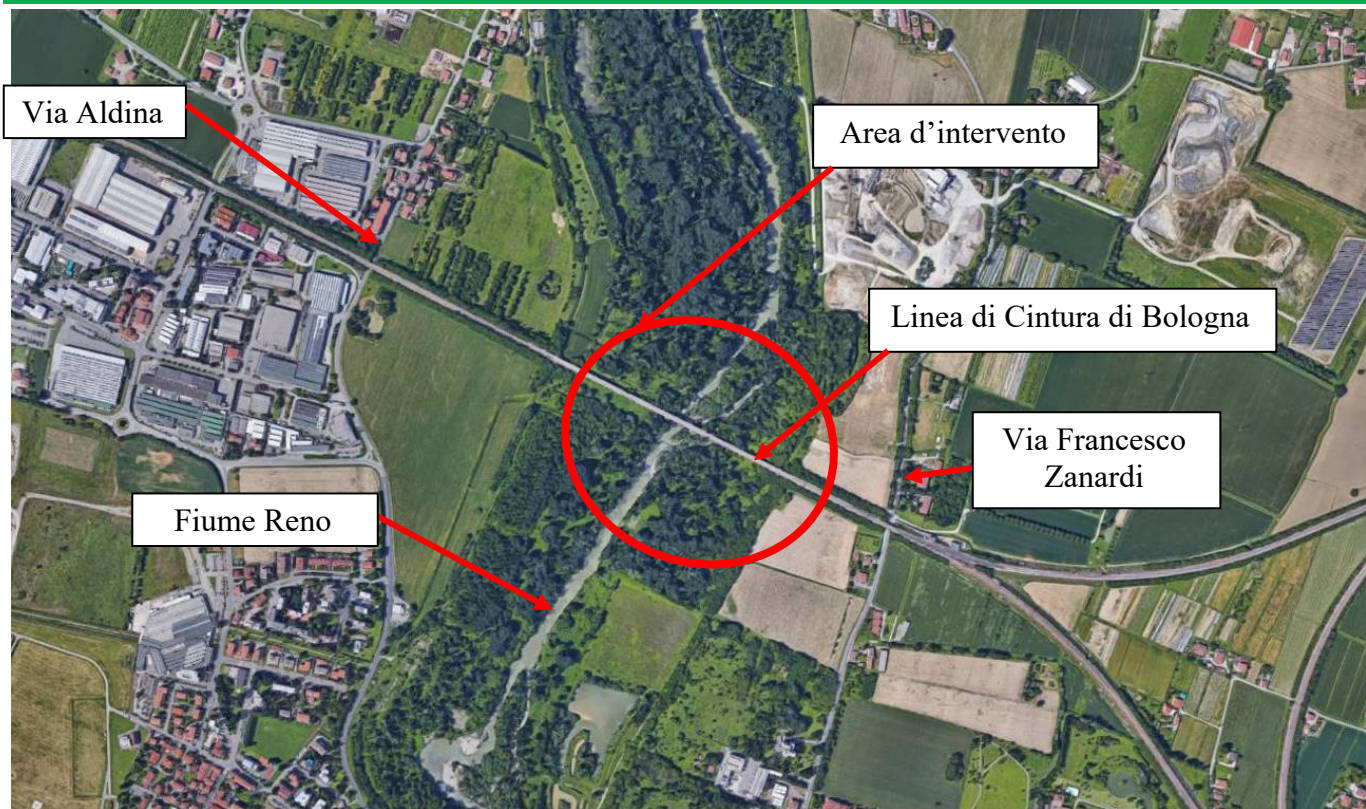 Via Aldina
Area d’intervento
Linea di Cintura di Bologna
Via Francesco
Zanardi
Fiume Reno